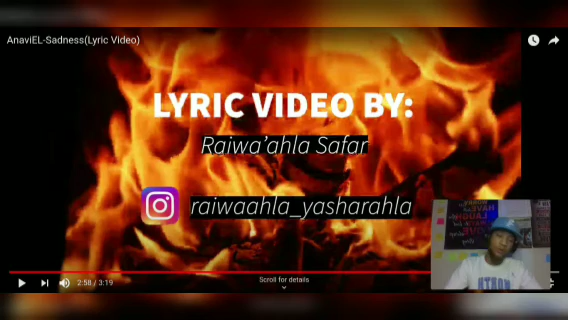 AnaviEL-Sadness(Lyric Video)
LYRIC VIDEO BY:
Raiwa'ahla Safar
raiwaahla_yasharahla
2:58 / 3:19
Scroll for details